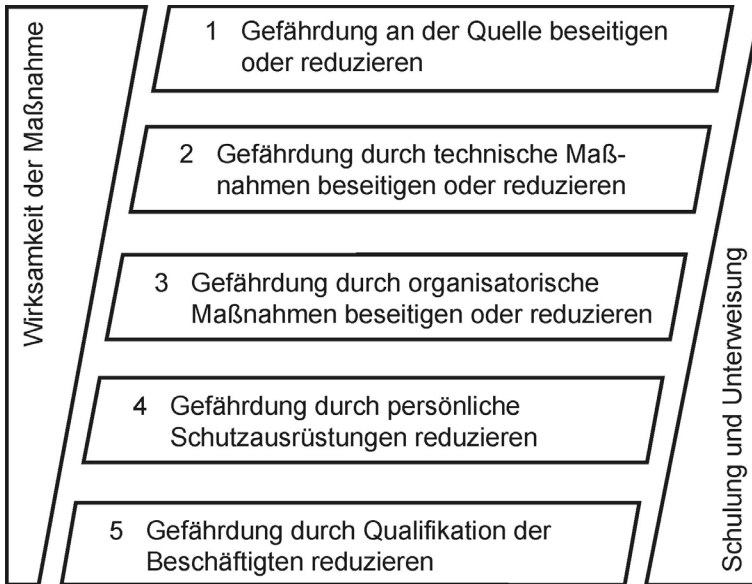 Wirksamkeit der Maßnahme
1 Gefährdung an der Quelle beseitigen
oder reduzieren
2 Gefährdung durch technische Maß-
nahmen beseitigen oder reduzieren
3 Gefährdung durch organisatorische
Maßnahmen beseitigen oder reduzieren
4 Gefährdung durch persönliche
Schutzausrüstungen reduzieren
5 Gefährdung durch Qualifikation der
Beschäftigten reduzieren
Schulung und Unterweisung